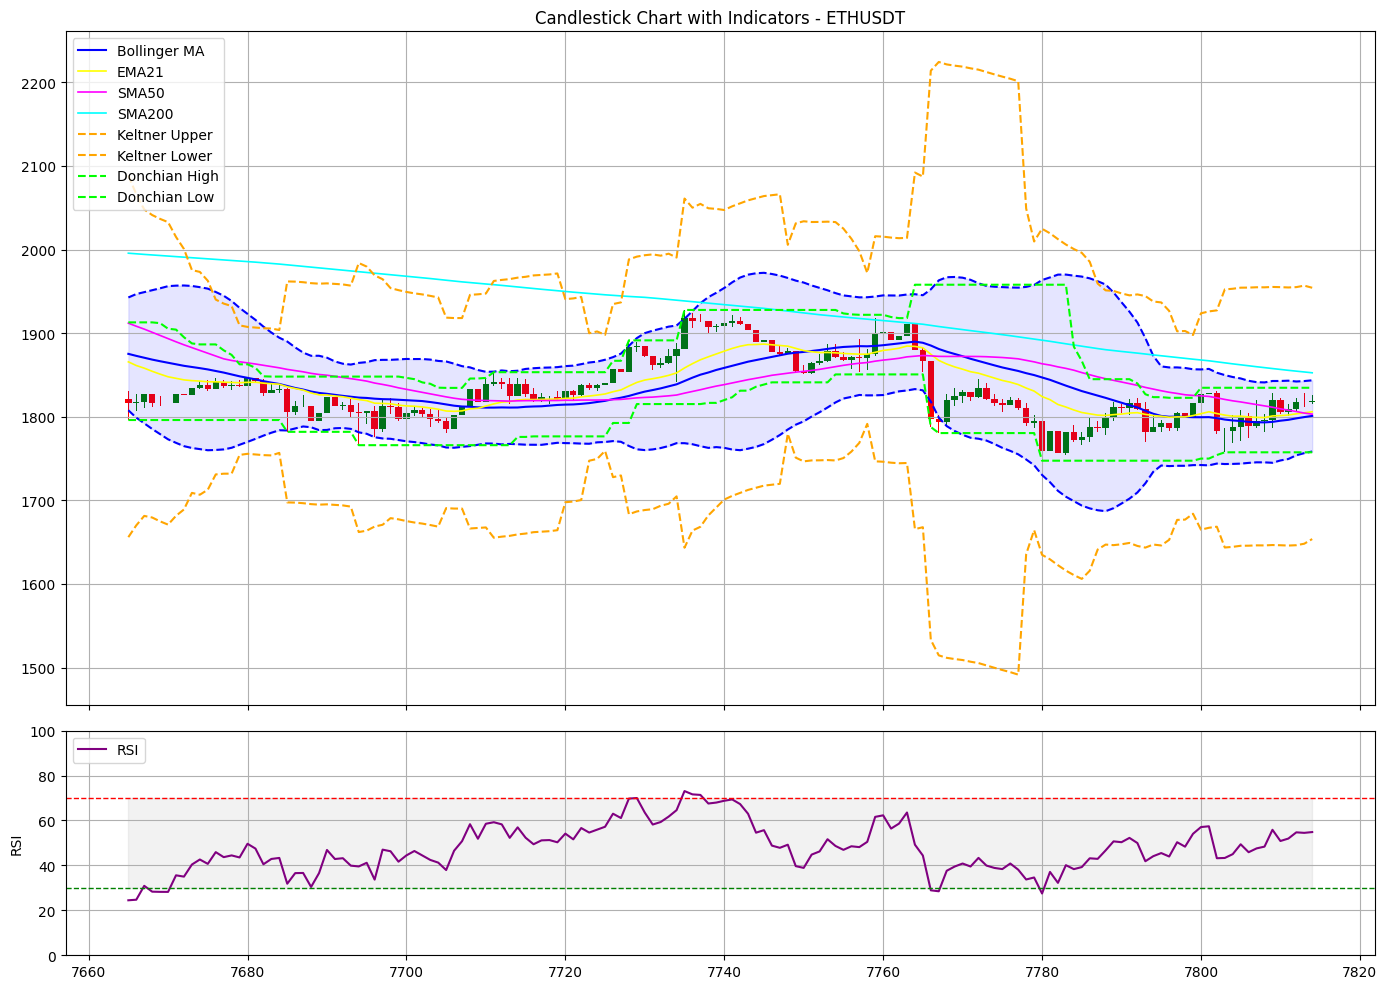 Candlestick Chart with Indicators - ETHUSDT
Bollinger MA
EMA21
SMA50
SMA200
Keltner Upper
Keltner Lower
Donchian High
Donchian Low
2200
2100
2000
1900
1800
1700
1600
1500
RSI
100
80
60
40
20
0
RSI
7660
7680
7700
7720
7740
7760
7780
7800
7820